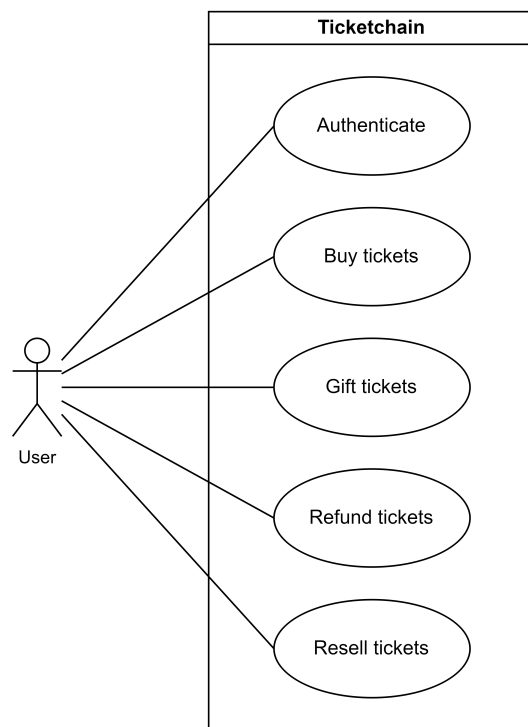 Ticketchain
Authenticate
Buy tickets
Gift tickets
User
Refund tickets
Resell tickets